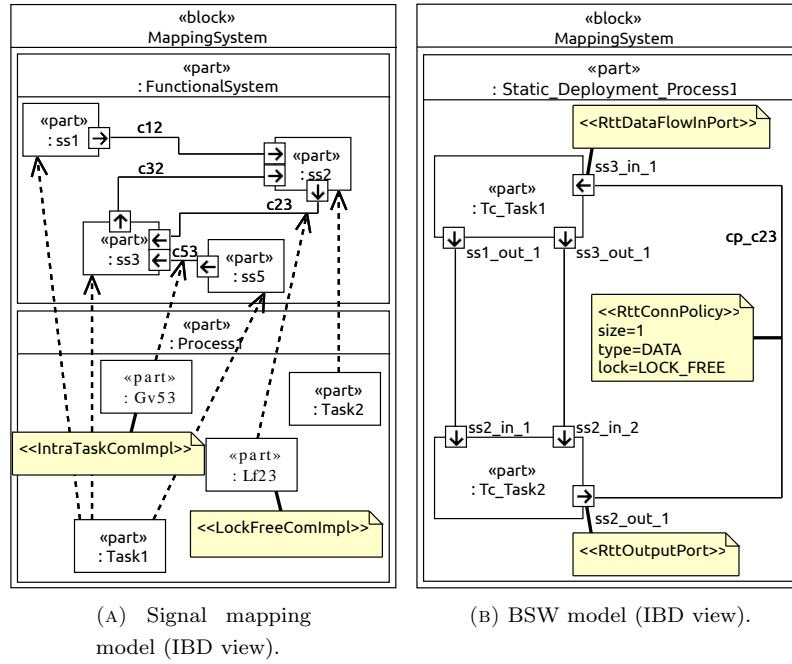 «block»
MappingSystem
«part»
: FunctionalSystem
«part»
: ss1
c12
«part»
: ss2
c32
c23
«part»
: ss3
c53
«part»
: ss5
«part»
: Process1
«part»
: Gv53
«part»
: Task2
<<IntraTaskComImpl>>
«part»
: Lf23
<<LockFreeComImpl>>
«part»
: Task1
(A) Signal mapping
model (IBD view).
«block»
MappingSystem
«part»
: Static_Deployment_Process1
<<RttDataFlowInPort>>
ss3_in_1
«part»
: Tc_Task1
ss1_out_1
ss3_out_1
cp_c23
<<RttConnPolicy>>
size=1
type=DATA
lock=LOCK_FREE
ss2_in_1
ss2_in_2
«part»
: Tc_Task2
ss2_out_1
<<RttOutputPort>>
(B) BSW model (IBD view).